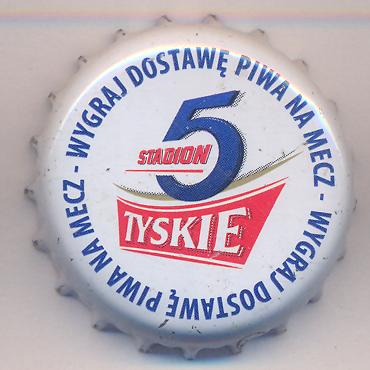 WYGRAJ DOSTAWĘ PIWA NA MECZ - WYGRAJ DOSTAWĘ PIWA NA MECZ -
5
STADION
TYSKIE